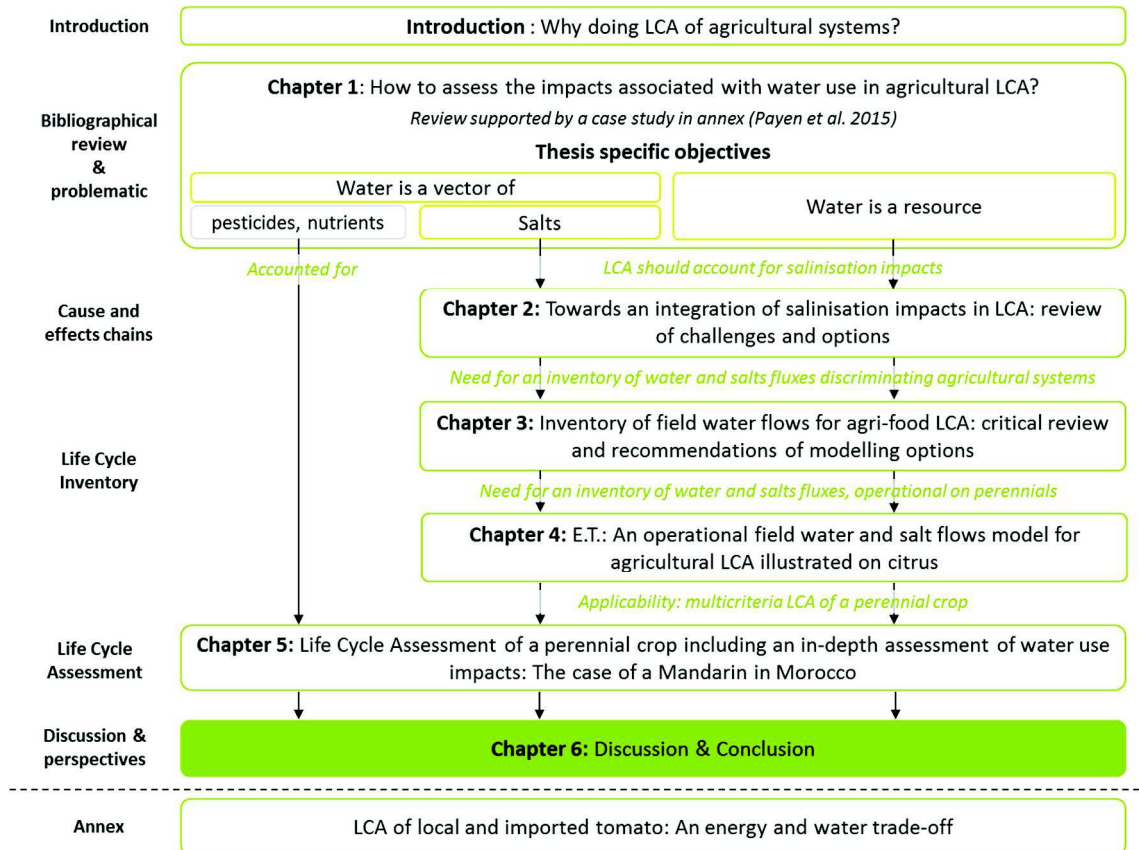 Introduction
Introduction : Why doing LCA of agricultural systems?
Bibliographical
review
&
problematic
Chapter 1: How to assess the impacts associated with water use in agricultural LCA?
Review supported by a case study in annex (Payen et al. 2015)
Thesis specific objectives
Water is a vector of
pesticides, nutrients
Salts
Water is a resource
Accounted for
LCA should account for salinisation impacts
Cause and
effects chains
Chapter 2: Towards an integration of salinisation impacts in LCA: review
of challenges and options
Need for an inventory of water and salts fluxes discriminating agricultural systems
Life Cycle
Inventory
Chapter 3: Inventory of field water flows for agri-food LCA: critical review
and recommendations of modelling options
Need for an inventory of water and salts fluxes, operational on perennials
Chapter 4: E.T.: An operational field water and salt flows model for
agricultural LCA illustrated on citrus
Applicability: multicriteria LCA of a perennial crop
Life Cycle
Assessment
Chapter 5: Life Cycle Assessment of a perennial crop including an in-depth assessment of water use
impacts: The case of a Mandarin in Morocco
Discussion &
perspectives
Chapter 6: Discussion & Conclusion
Annex
LCA of local and imported tomato: An energy and water trade-off